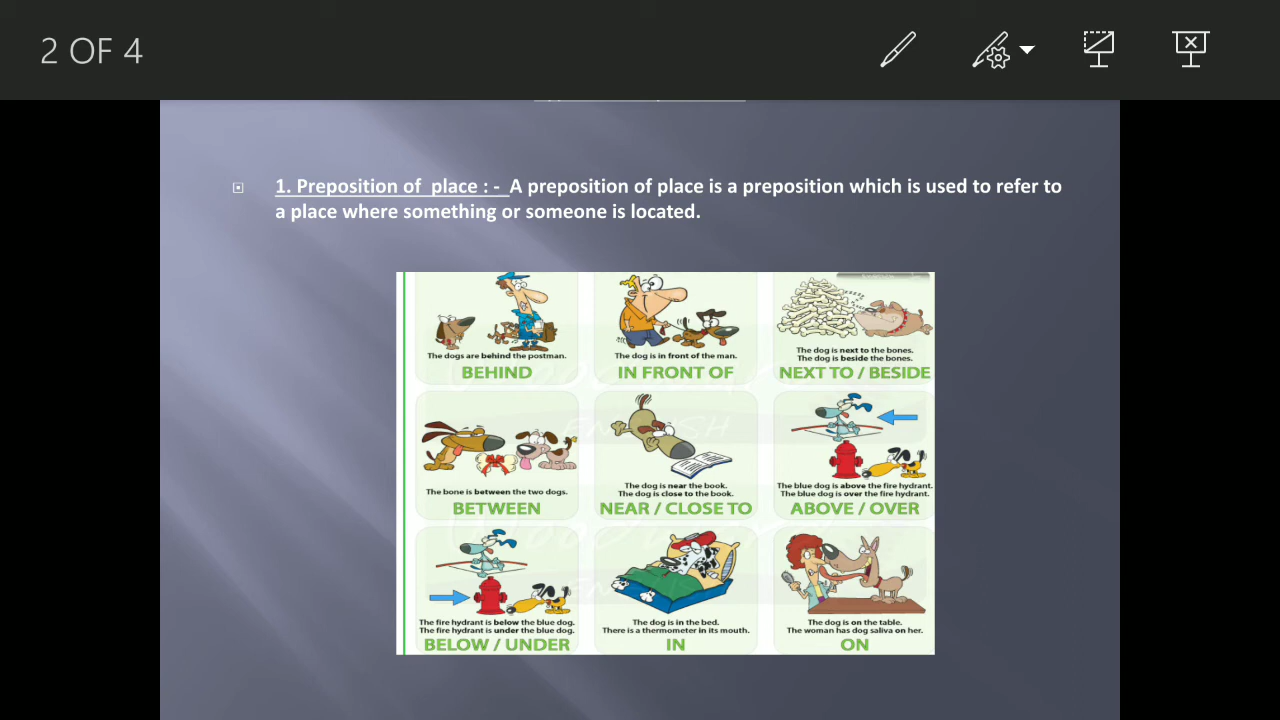 2 OF 4
1. Preposition of place : - A preposition of place is a preposition which is used to refer to
a place where something or someone is located.
The dogs are behind the postman.
BEHIND
The dog is in front of the man.
IN FRONT OF
The dog is next to the bones.
The dog is beside the bones.
NEXT TO / BESIDE
The bone is between the two dogs.
BETWEEN
The dog is near the book.
The dog is close to the book.
NEAR / CLOSE TO
The blue dog is above the fire hydrant.
The blue dog is over the fire hydrant.
ABOVE / OVER
The fire hydrant is below the blue dog.
The fire hydrant is under the blue dog.
BELOW / UNDER
The dog is in the bed.
There is a thermometer in its mouth.
IN
The dog is on the table.
The woman has dog saliva on her.
ON